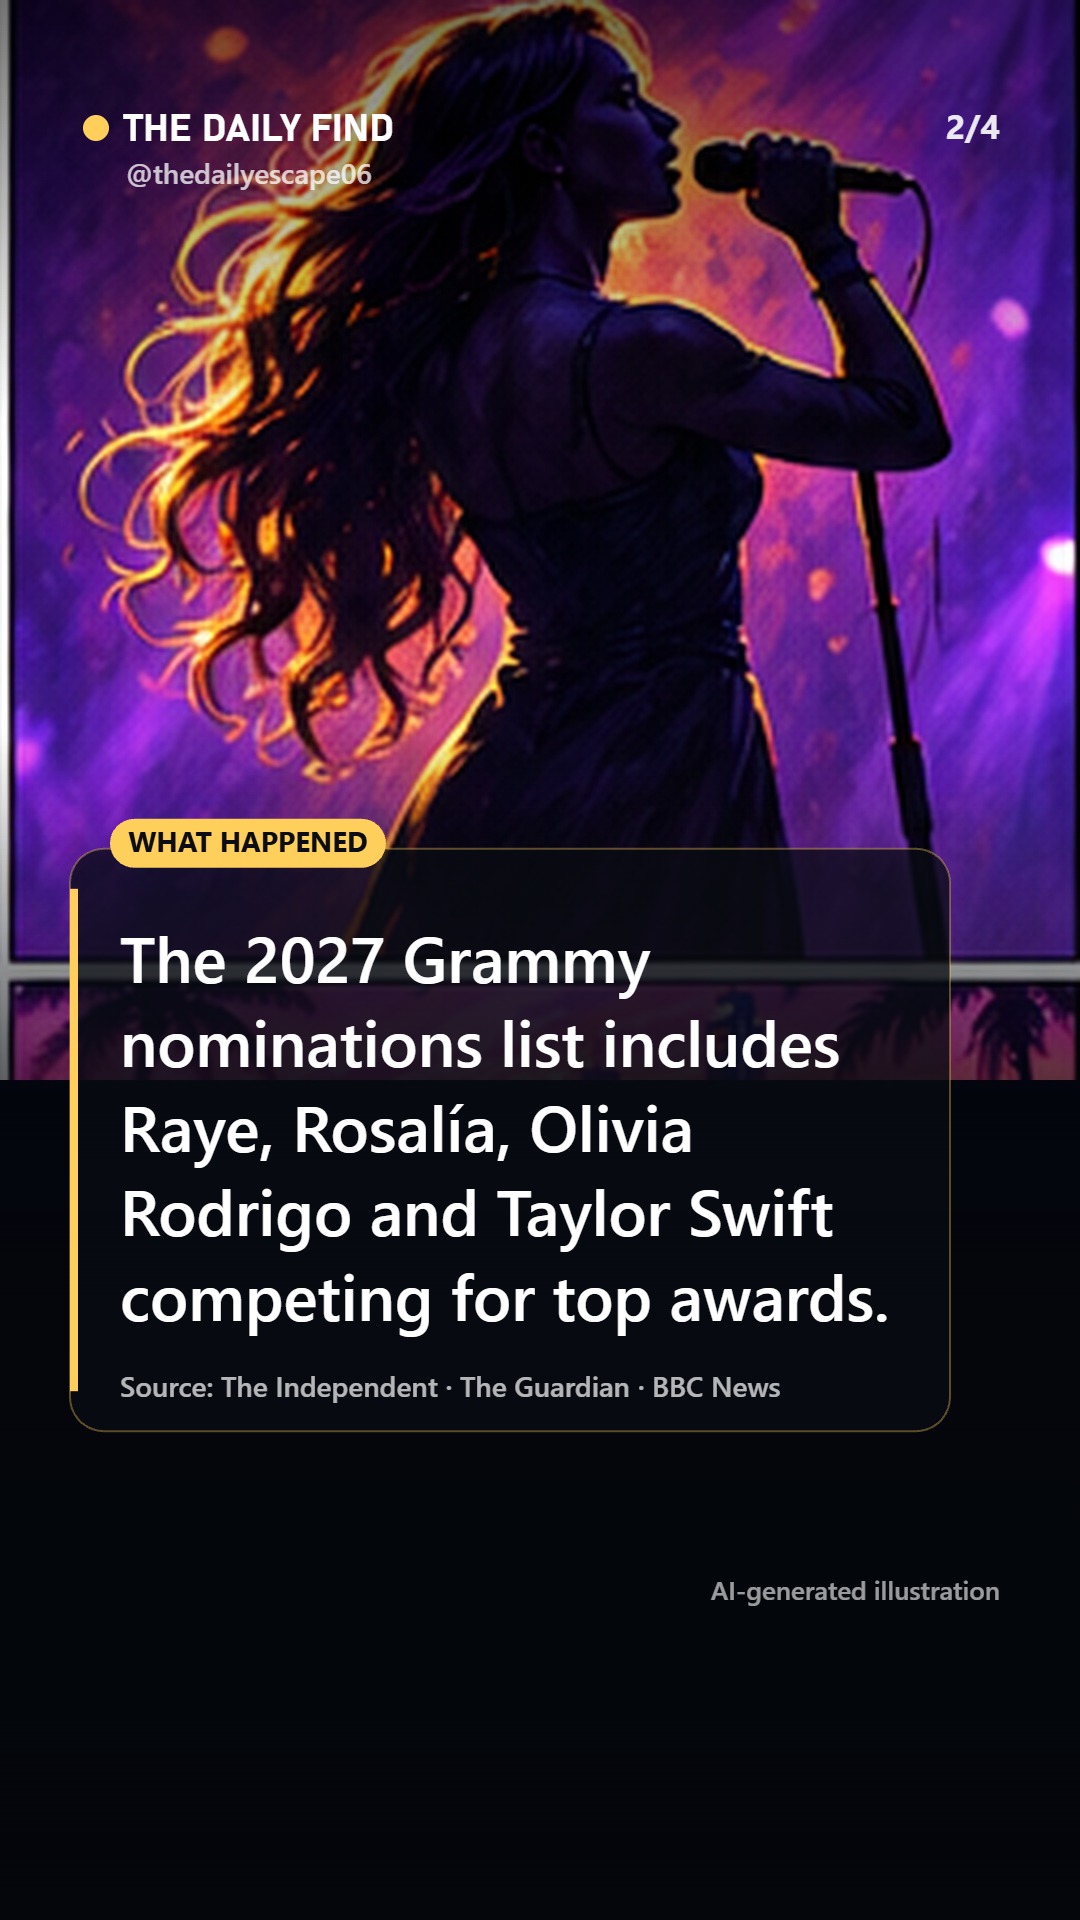 THE DAILY FIND
2/4
@thedailyescape06
WHAT HAPPENED
The 2027 Grammy
nominations list includes
Raye, Rosalía, Olivia
Rodrigo and Taylor Swift
competing for top awards.
Source: The Independent · The Guardian · BBC News
AI-generated illustration